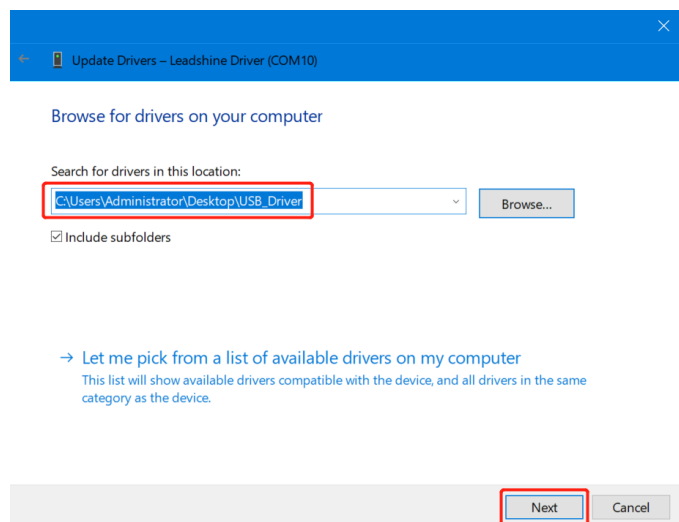 Update Drivers – Leadshine Driver (COM10)
Browse for drivers on your computer
Search for drivers in this location:
C:\Users\Administrator\Desktop\USB_Driver
Browse...
Include subfolders
Let me pick from a list of available drivers on my computer
This list will show available drivers compatible with the device, and all drivers in the same
category as the device.
Next
Cancel